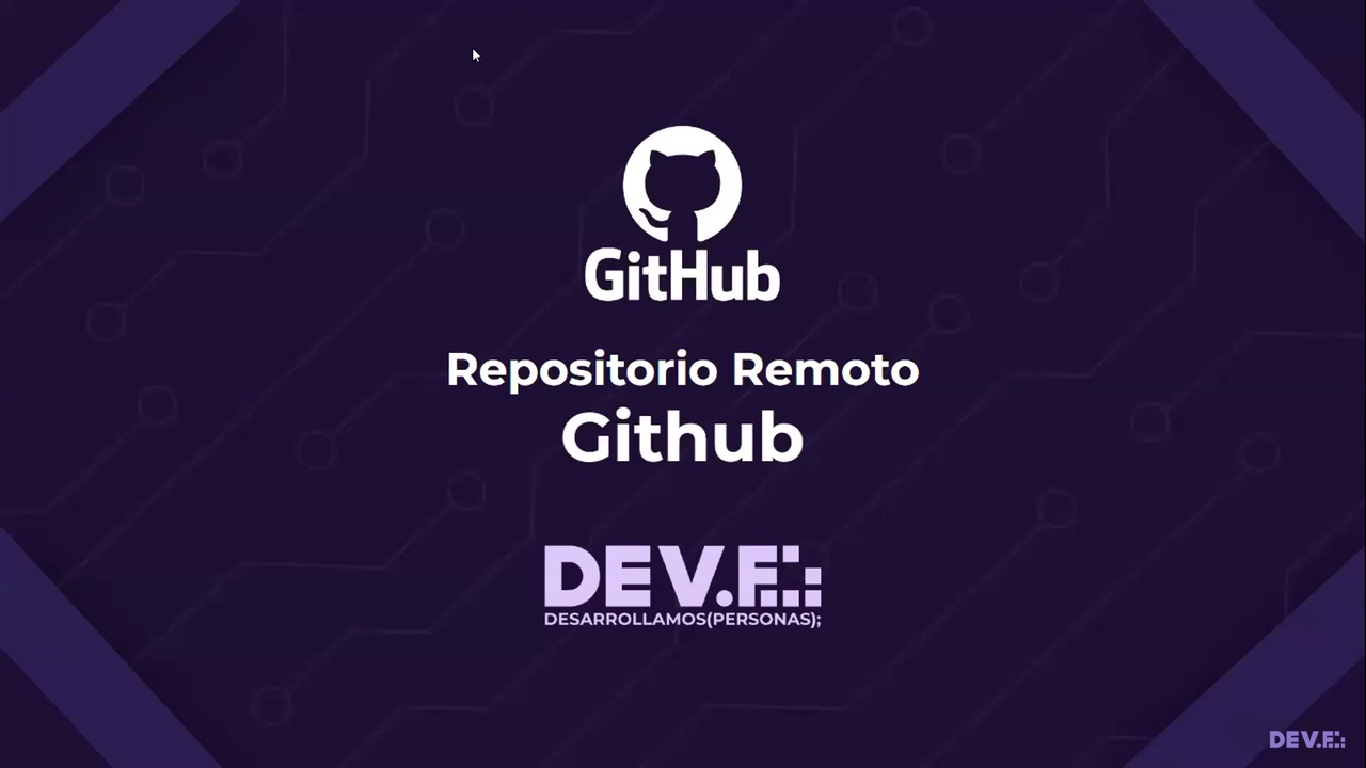 GitHub
Repositorio Remoto
Github
DEV.F.:
DESARROLLAMOS(PERSONAS);
DEV.F.: